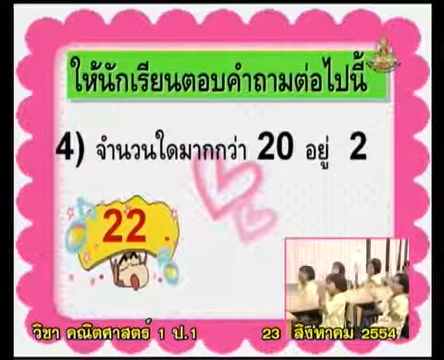 ให้นักเรียนตอบคำถามต่อไปนี้
4) จำนวนใดมากกว่า 20 อยู่ 2
22
วิชา คณิตศาสตร์ 1 ป.1 23 สิงหาคม 2554